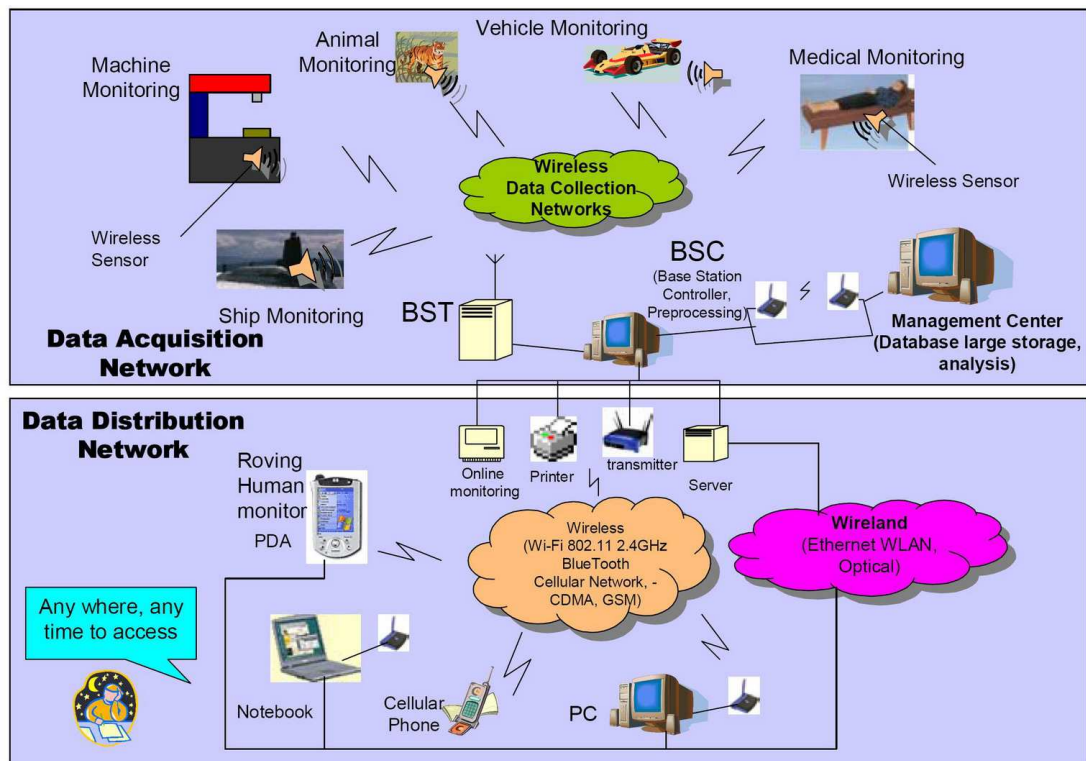 Machine
Monitoring
Animal
Monitoring
Vehicle Monitoring
Medical Monitoring
Wireless
Data Collection
Networks
Wireless Sensor
Wireless
Sensor
Ship Monitoring
BST
BSC
(Base Station
Controller,
Preprocessing)
Management Center
(Database large storage,
analysis)
Data Acquisition
Network
Data Distribution
Network
Online
monitoring
Printer
transmitter
Server
Roving
Human
monitor
PDA
Wireless
(Wi-Fi 802.11 2.4GHz
BlueTooth
Cellular Network, -
CDMA, GSM)
Wireland
(Ethernet WLAN,
Optical)
Any where, any
time to access
Notebook
Cellular
Phone
PC